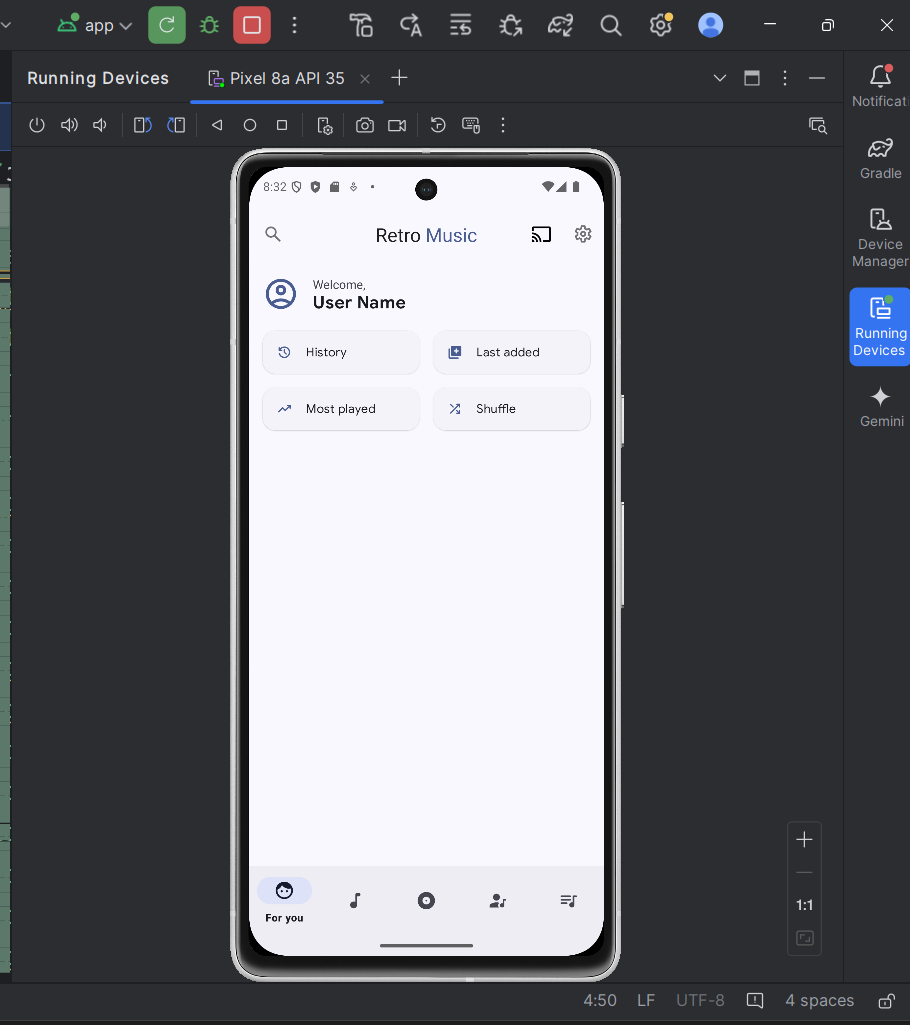 app
Running Devices
Pixel 8a API 35
Notificat
Gradle
Device
Manager
Running
Devices
Gemini
8:32
Retro Music
Welcome,
User Name
History
Last added
Most played
Shuffle
For you
1:1
4:50
LF
UTF-8
4 spaces